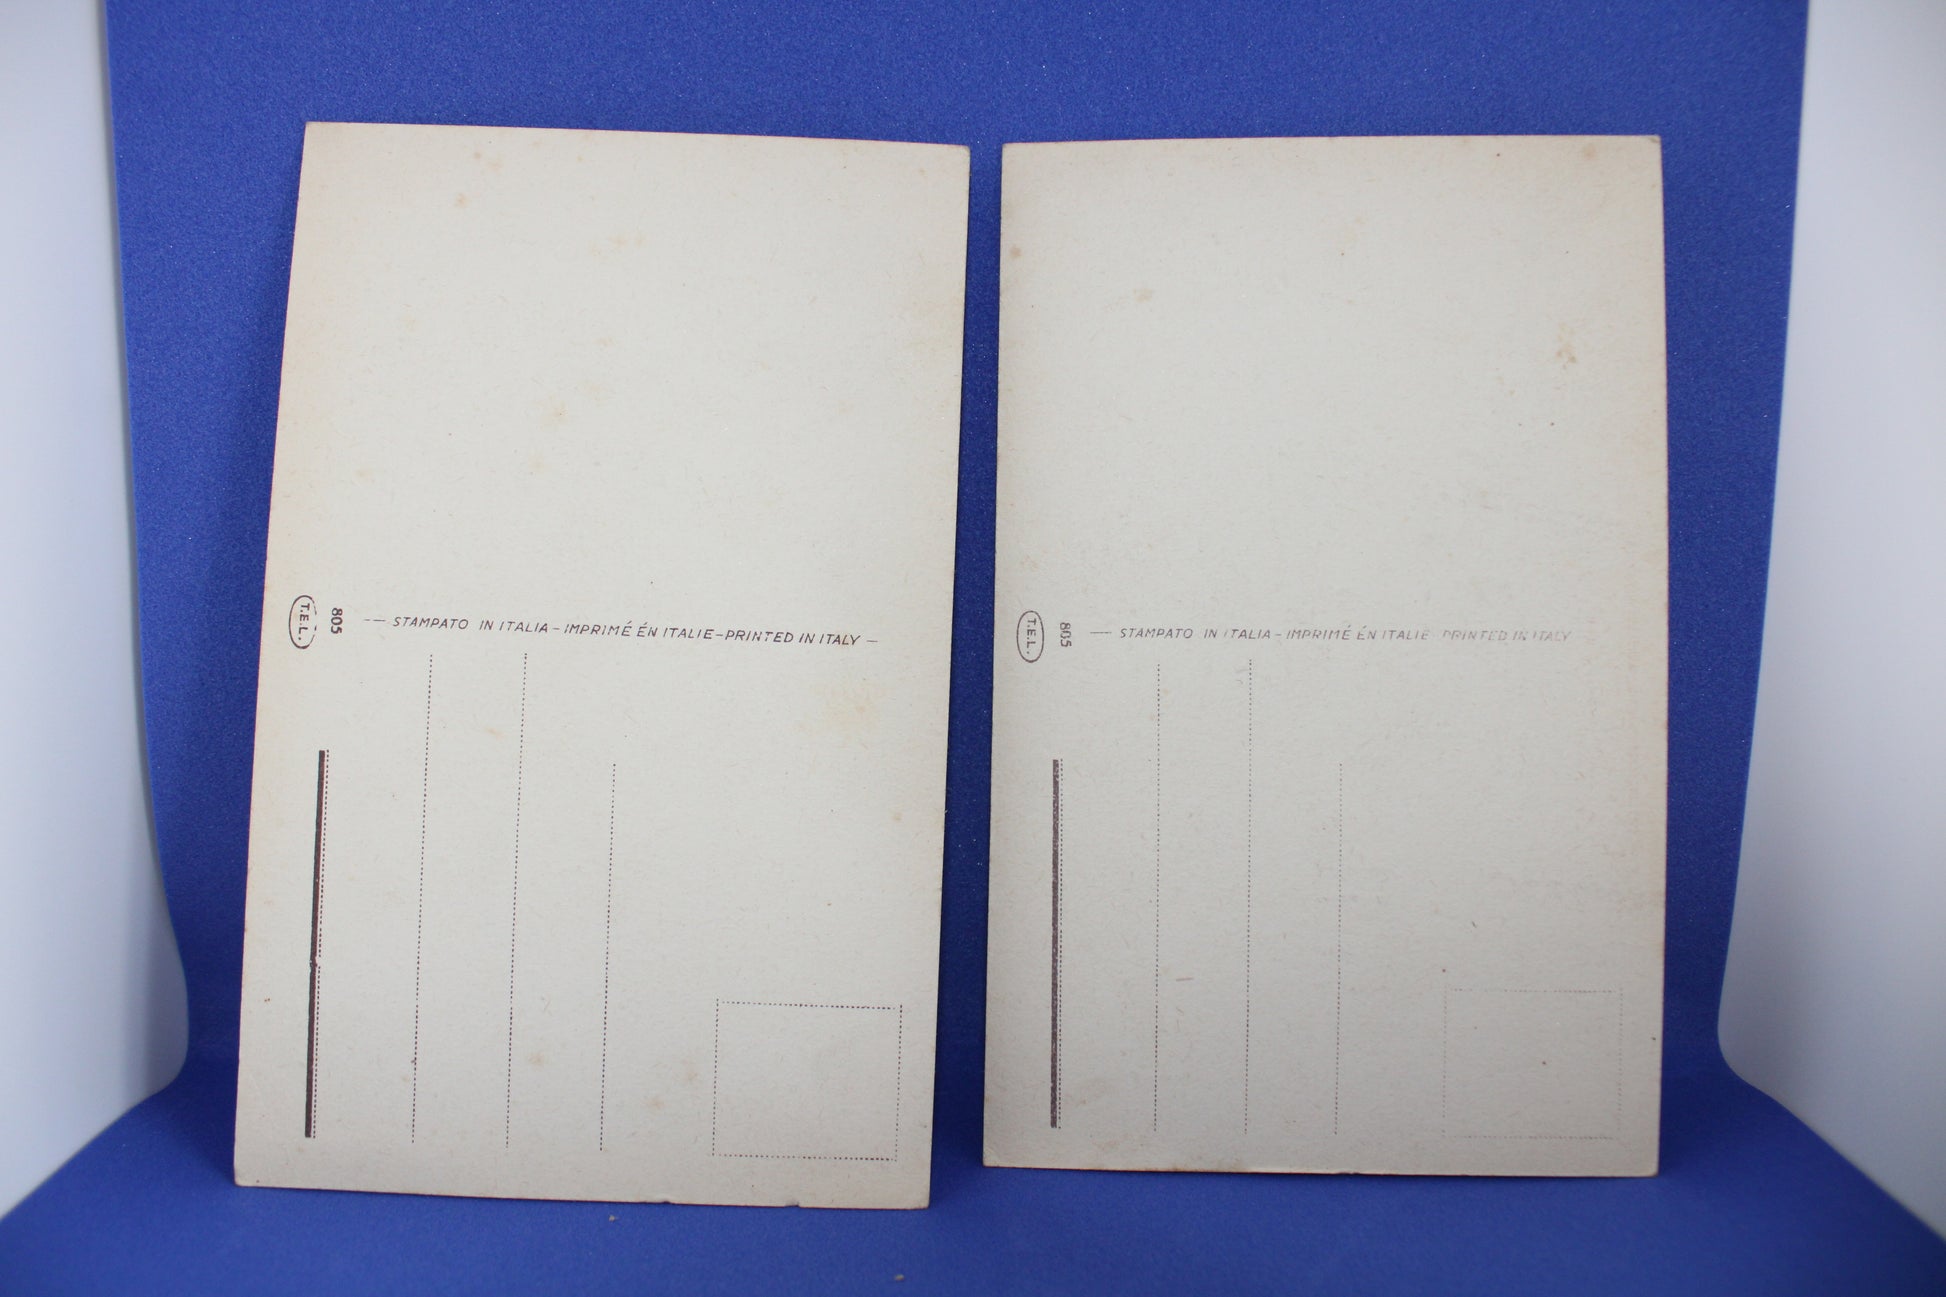 T.E.L.
805
— STAMPATO IN ITALIA – IMPRIMÉ ÉN ITALIE – PRINTED IN ITALY —
T.E.L.
805
— STAMPATO IN ITALIA – IMPRIMÉ ÉN ITALIE PRINTED IN ITALY